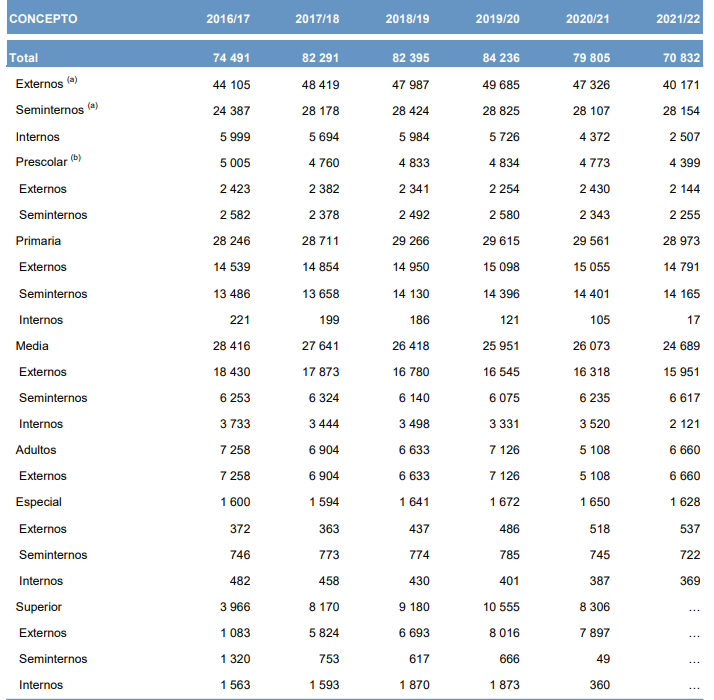 CONCEPTO 2016/17 2017/18 2018/19 2019/20 2020/21 2021/22
Total 74 491 82 291 82 395 84 236 79 805 70 832
Externos (a) 44 105 48 419 47 987 49 685 47 326 40 171
Seminternos (a) 24 387 28 178 28 424 28 825 28 107 28 154
Internos 5 999 5 694 5 984 5 726 4 372 2 507
Prescolar (b) 5 005 4 760 4 833 4 834 4 773 4 399
Externos 2 423 2 382 2 341 2 254 2 430 2 144
Seminternos 2 582 2 378 2 492 2 580 2 343 2 255
Primaria 28 246 28 711 29 266 29 615 29 561 28 973
Externos 14 539 14 854 14 950 15 098 15 055 14 791
Seminternos 13 486 13 658 14 130 14 396 14 401 14 165
Internos 221 199 186 121 105 17
Media 28 416 27 641 26 418 25 951 26 073 24 689
Externos 18 430 17 873 16 780 16 545 16 318 15 951
Seminternos 6 253 6 324 6 140 6 075 6 235 6 617
Internos 3 733 3 444 3 498 3 331 3 520 2 121
Adultos 7 258 6 904 6 633 7 126 5 108 6 660
Externos 7 258 6 904 6 633 7 126 5 108 6 660
Especial 1 600 1 594 1 641 1 672 1 650 1 628
Externos 372 363 437 486 518 537
Seminternos 746 773 774 785 745 722
Internos 482 458 430 401 387 369
Superior 3 966 8 170 9 180 10 555 8 306 …
Externos 1 083 5 824 6 693 8 016 7 897 …
Seminternos 1 320 753 617 666 49 …
Internos 1 563 1 593 1 870 1 873 360 …